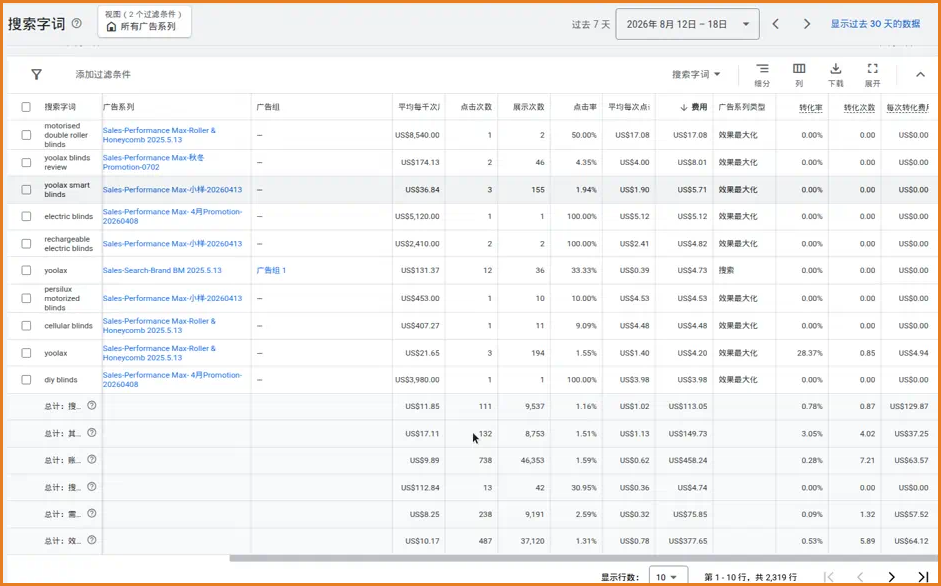 搜索字词
视图 ( 2 个过滤条件 )
所有广告系列
过去 7 天
2026年 8月 12日 – 18日
显示过去 30 天的数据
添加过滤条件
搜索字词
细分
列
下载
展开
搜索字词 广告系列 广告组 平均每千次 点击次数 展示次数 点击率 平均每次点 ↓ 费用 广告系列类型 转化率 转化次数 每次转化费用
motorised double roller blinds Sales-Performance Max-Roller & Honeycomb 2025.5.13 — US$8,540.00 1 2 50.00% US$17.08 US$17.08 效果最大化 0.00% 0.00 US$0.00
yoolax blinds review Sales-Performance Max-秋冬 Promotion-0702 — US$174.13 2 46 4.35% US$4.00 US$8.01 效果最大化 0.00% 0.00 US$0.00
yoolax smart blinds Sales-Performance Max-小样-20260413 — US$36.84 3 155 1.94% US$1.90 US$5.71 效果最大化 0.00% 0.00 US$0.00
electric blinds Sales-Performance Max- 4月Promotion-20260408 — US$5,120.00 1 1 100.00% US$5.12 US$5.12 效果最大化 0.00% 0.00 US$0.00
rechargeable electric blinds Sales-Performance Max-小样-20260413 — US$2,410.00 2 2 100.00% US$2.41 US$4.82 效果最大化 0.00% 0.00 US$0.00
yoolax Sales-Search-Brand BM 2025.5.13 广告组 1 US$131.37 12 36 33.33% US$0.39 US$4.73 搜索 0.00% 0.00 US$0.00
persilux motorized blinds Sales-Performance Max-小样-20260413 — US$453.00 1 10 10.00% US$4.53 US$4.53 效果最大化 0.00% 0.00 US$0.00
cellular blinds Sales-Performance Max-Roller & Honeycomb 2025.5.13 — US$407.27 1 11 9.09% US$4.48 US$4.48 效果最大化 0.00% 0.00 US$0.00
yoolax Sales-Performance Max-Roller & Honeycomb 2025.5.13 — US$21.65 3 194 1.55% US$1.40 US$4.20 效果最大化 28.37% 0.85 US$4.94
diy blinds Sales-Performance Max- 4月Promotion-20260408 — US$3,980.00 1 1 100.00% US$3.98 US$3.98 效果最大化 0.00% 0.00 US$0.00
总计：搜... US$11.85 111 9,537 1.16% US$1.02 US$113.05 0.78% 0.87 US$129.87
总计：其... US$17.11 132 8,753 1.51% US$1.13 US$149.73 3.05% 4.02 US$37.25
总计：账... US$9.89 738 46,353 1.59% US$0.62 US$458.24 0.28% 7.21 US$63.57
总计：搜... US$112.84 13 42 30.95% US$0.36 US$4.74 0.00% 0.00 US$0.00
总计：需... US$8.25 238 9,191 2.59% US$0.32 US$75.85 0.09% 1.32 US$57.52
总计：效... US$10.17 487 37,120 1.31% US$0.78 US$377.65 0.53% 5.89 US$64.12
显示行数： 10 第 1 - 10 行，共 2,319 行